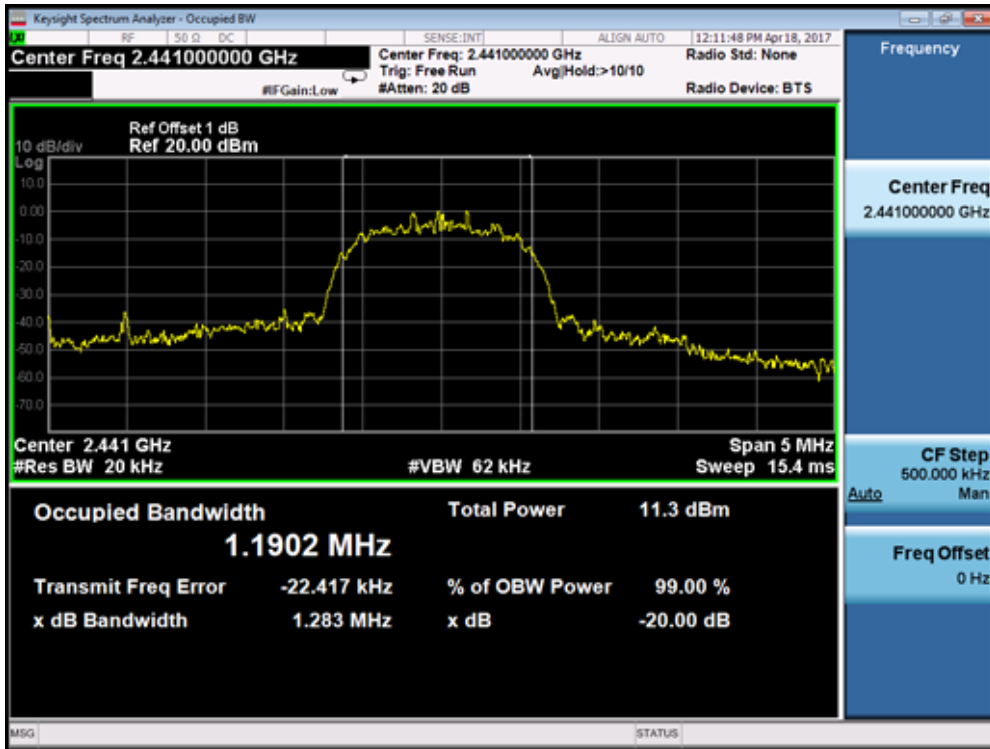 Keysight Spectrum Analyzer - Occupied BW
LXI RF 50 Ω DC SENSE:INT ALIGN AUTO 12:11:48 PM Apr 18, 2017
Center Freq 2.441000000 GHz
Center Freq: 2.441000000 GHz Radio Std: None
Trig: Free Run Avg|Hold:>10/10
#IFGain:Low #Atten: 20 dB Radio Device: BTS
Ref Offset 1 dB
10 dB/div Ref 20.00 dBm
Log
10.0
0.00
-10.0
-20.0
-30.0
-40.0
-50.0
-60.0
-70.0
Center 2.441 GHz Span 5 MHz
#Res BW 20 kHz #VBW 62 kHz Sweep 15.4 ms
Occupied Bandwidth Total Power 11.3 dBm
1.1902 MHz
Transmit Freq Error -22.417 kHz % of OBW Power 99.00 %
x dB Bandwidth 1.283 MHz x dB -20.00 dB
MSG STATUS
Frequency
Center Freq
2.441000000 GHz
CF Step
500.000 kHz
Auto Man
Freq Offset
0 Hz